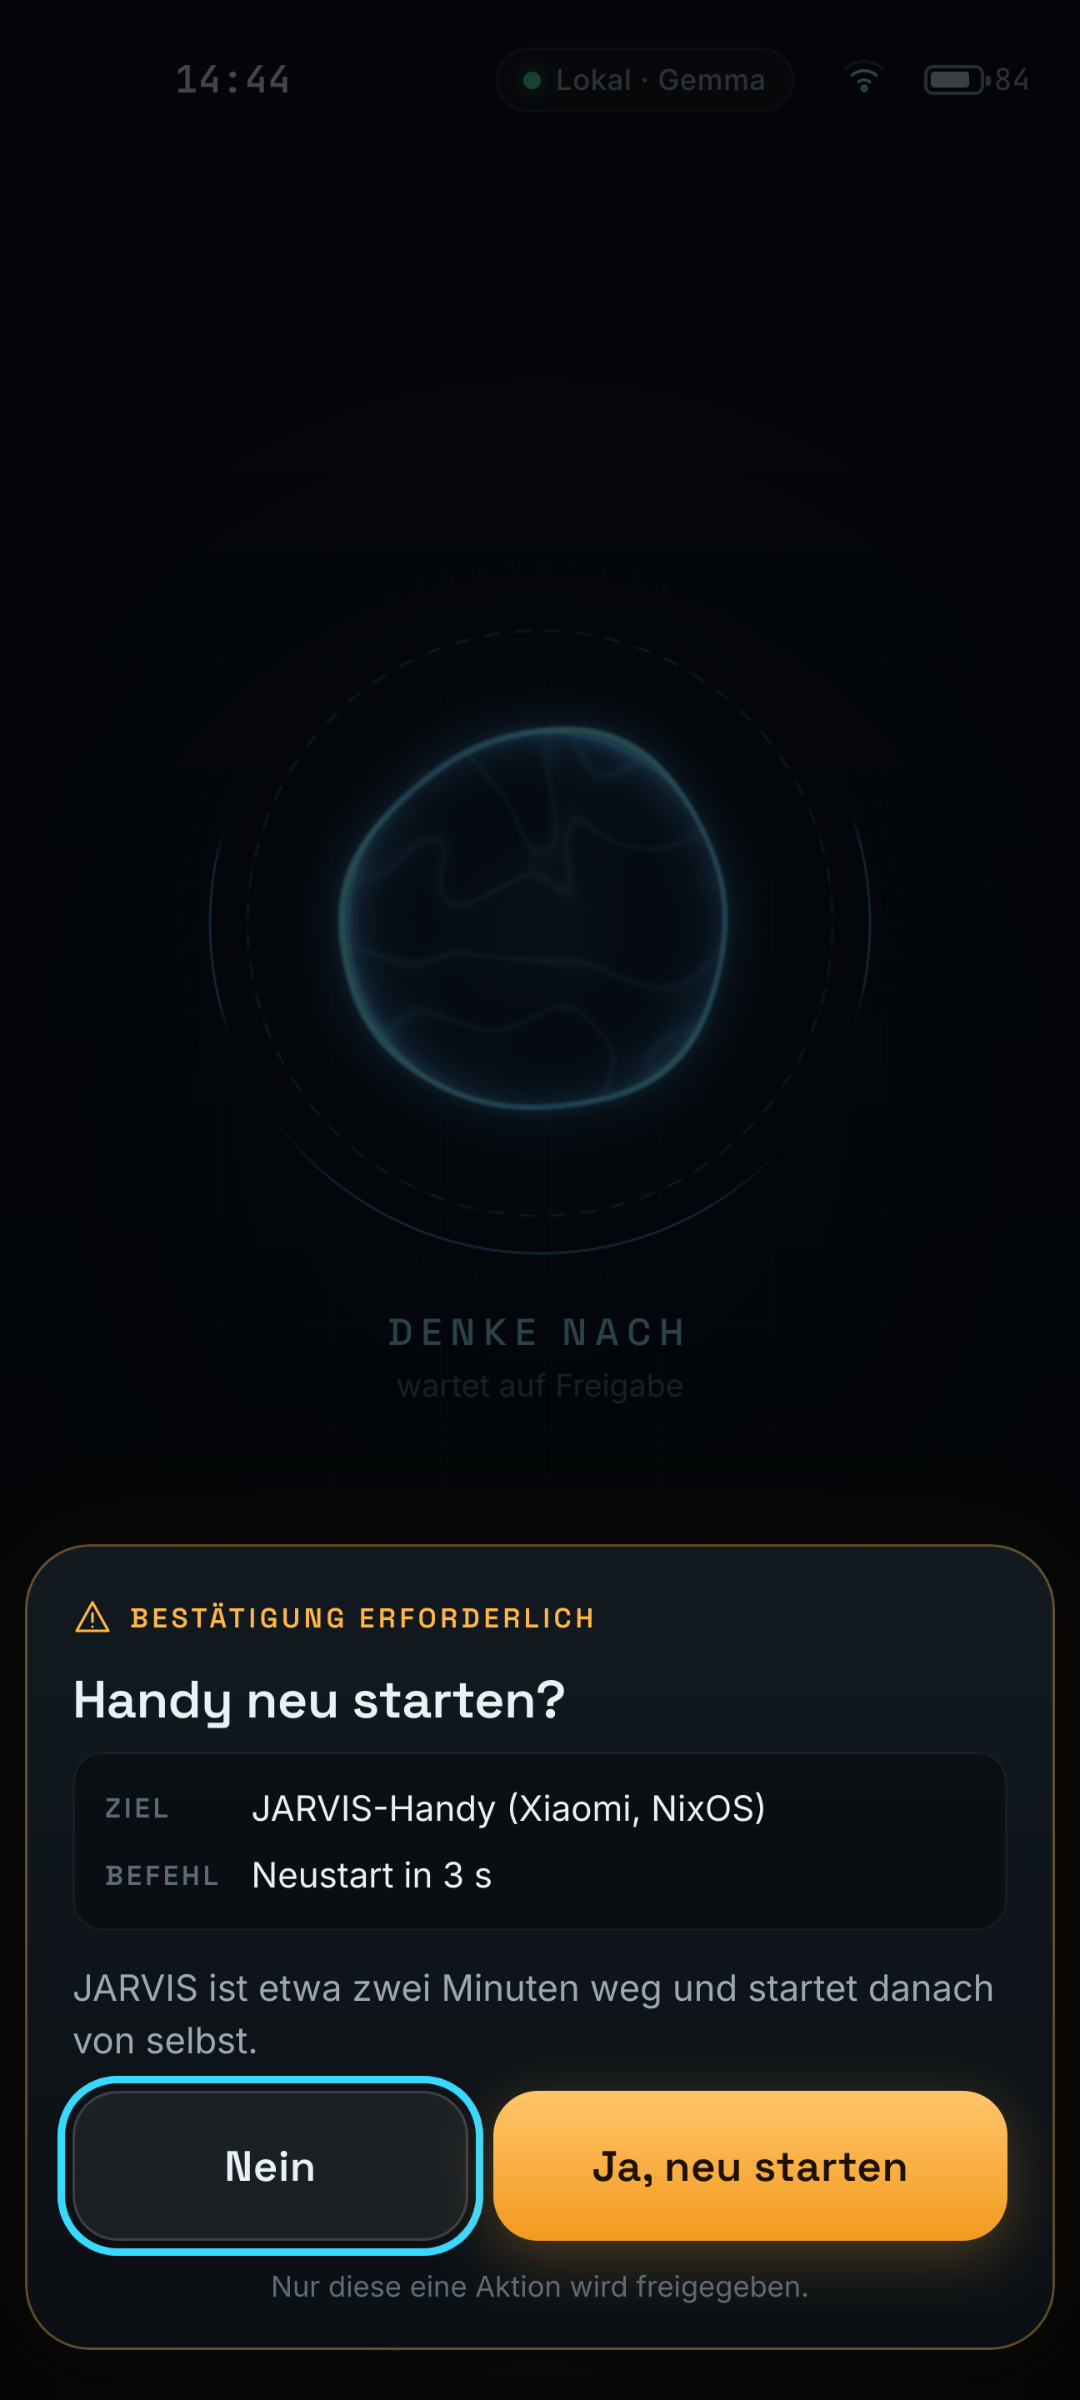 14:44
Lokal · Gemma
84
DENKE NACH
wartet auf Freigabe
BESTÄTIGUNG ERFORDERLICH
Handy neu starten?
ZIEL JARVIS-Handy (Xiaomi, NixOS)
BEFEHL Neustart in 3 s
JARVIS ist etwa zwei Minuten weg und startet danach
von selbst.
Nein
Ja, neu starten
Nur diese eine Aktion wird freigegeben.